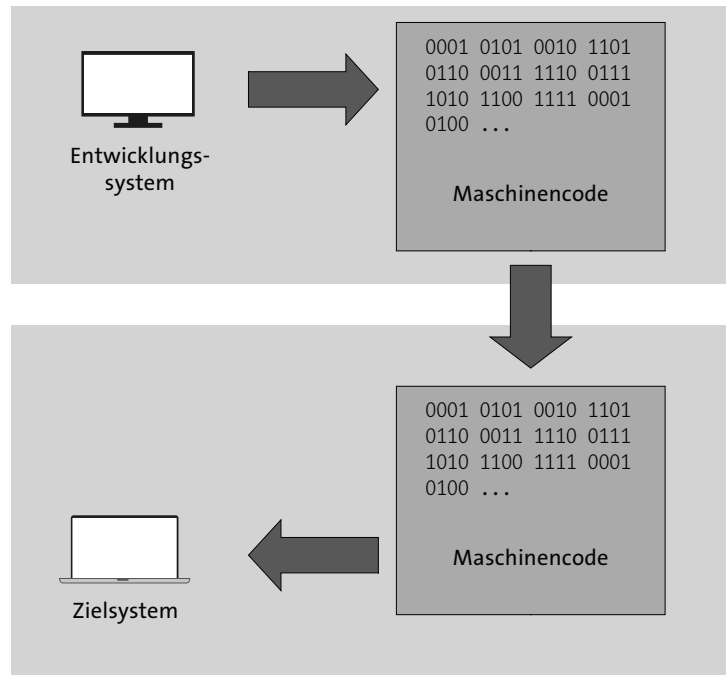 0001 0101 0010 1101
0110 0011 1110 0111
1010 1100 1111 0001
0100 ...
Entwicklungs-
system
Maschinencode
0001 0101 0010 1101
0110 0011 1110 0111
1010 1100 1111 0001
0100 ...
Maschinencode
Zielsystem